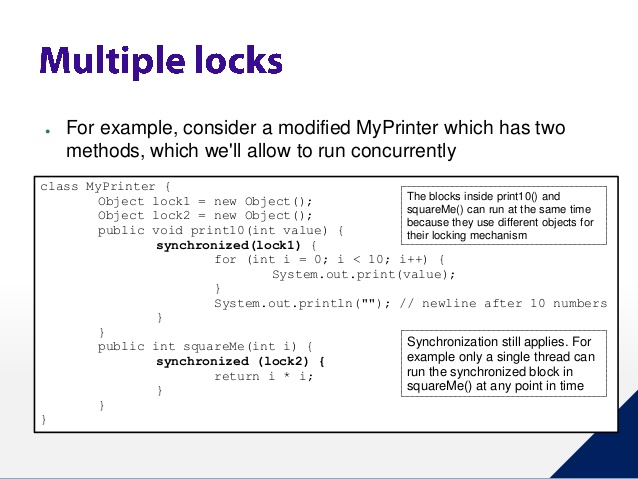 Multiple locks
● For example, consider a modified MyPrinter which has two
methods, which we'll allow to run concurrently
class MyPrinter {
Object lock1 = new Object();
Object lock2 = new Object();
public void print10(int value) {
synchronized(lock1) {
for (int i = 0; i < 10; i++) {
System.out.print(value);
}
System.out.println(""); // newline after 10 numbers
}
}
public int squareMe(int i) {
synchronized (lock2) {
return i * i;
}
}
}
The blocks inside print10() and
squareMe() can run at the same time
because they use different objects for
their locking mechanism
Synchronization still applies. For
example only a single thread can
run the synchronized block in
squareMe() at any point in time